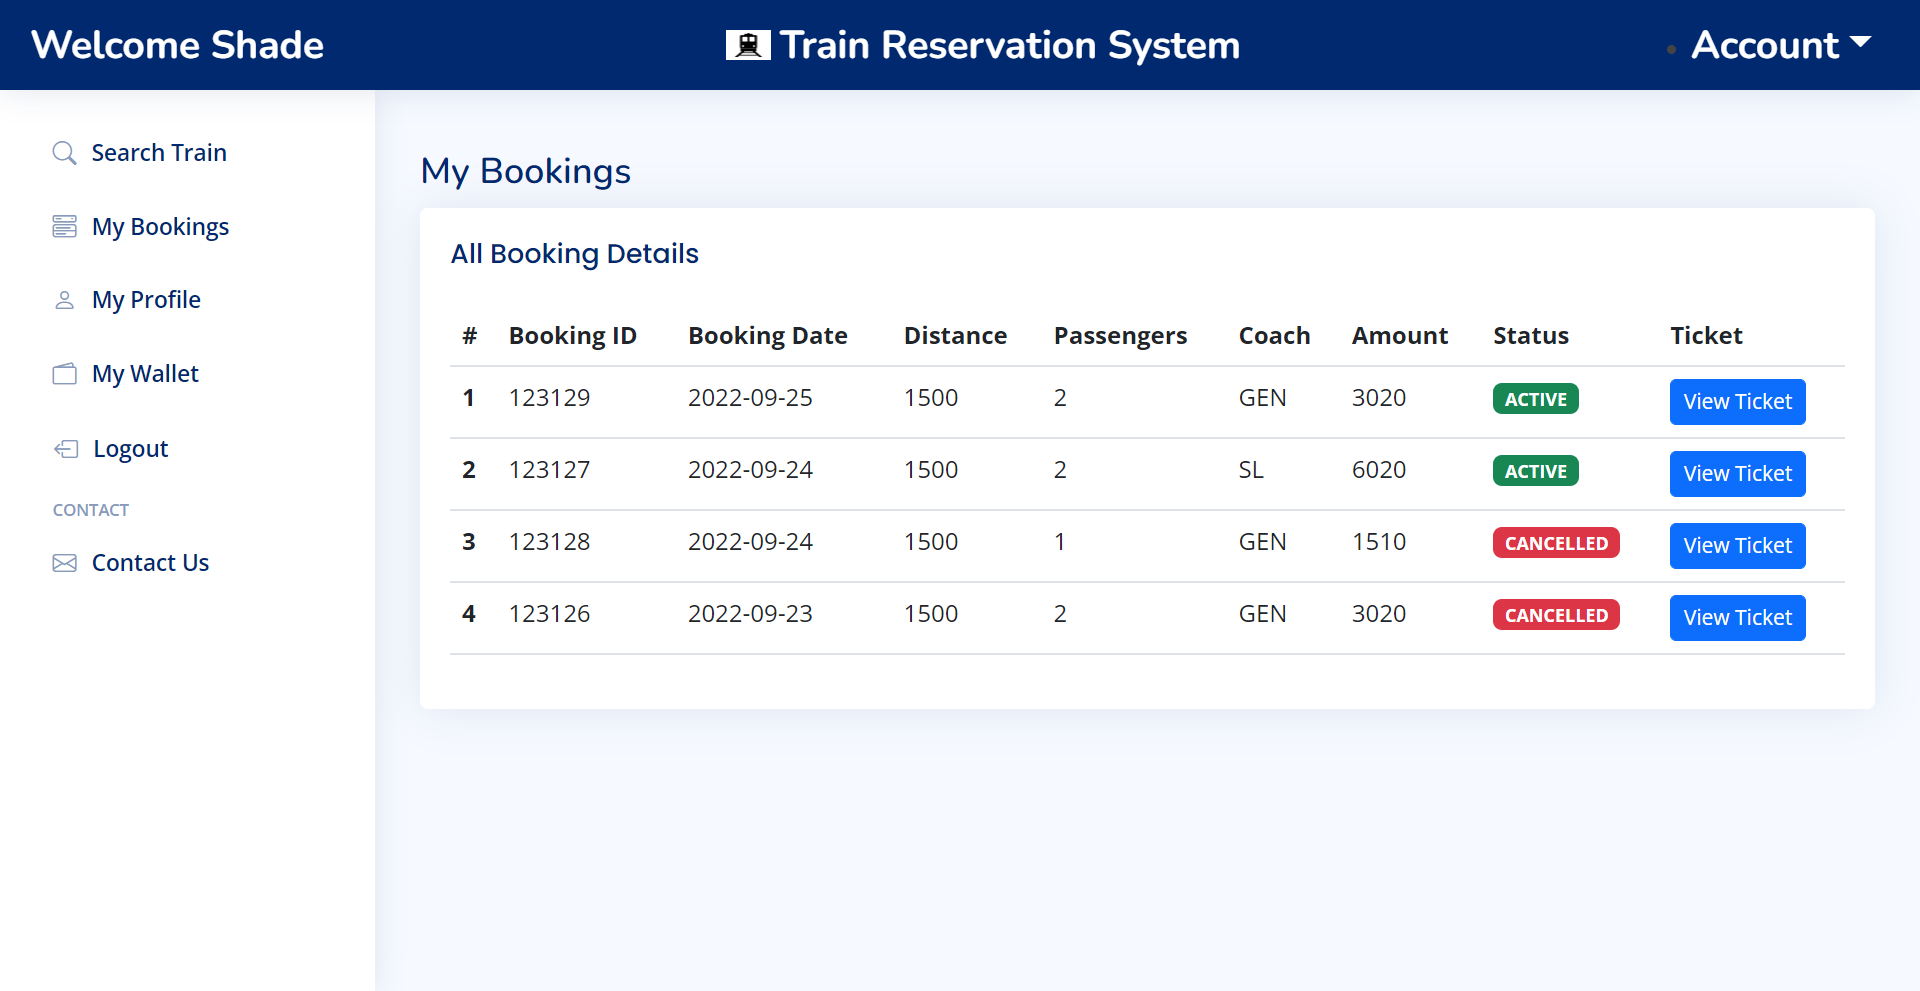 Welcome Shade
Train Reservation System
Account
Search Train
My Bookings
My Profile
My Wallet
Logout
CONTACT
Contact Us
My Bookings
All Booking Details
# Booking ID Booking Date Distance Passengers Coach Amount Status Ticket
1 123129 2022-09-25 1500 2 GEN 3020 ACTIVE View Ticket
2 123127 2022-09-24 1500 2 SL 6020 ACTIVE View Ticket
3 123128 2022-09-24 1500 1 GEN 1510 CANCELLED View Ticket
4 123126 2022-09-23 1500 2 GEN 3020 CANCELLED View Ticket